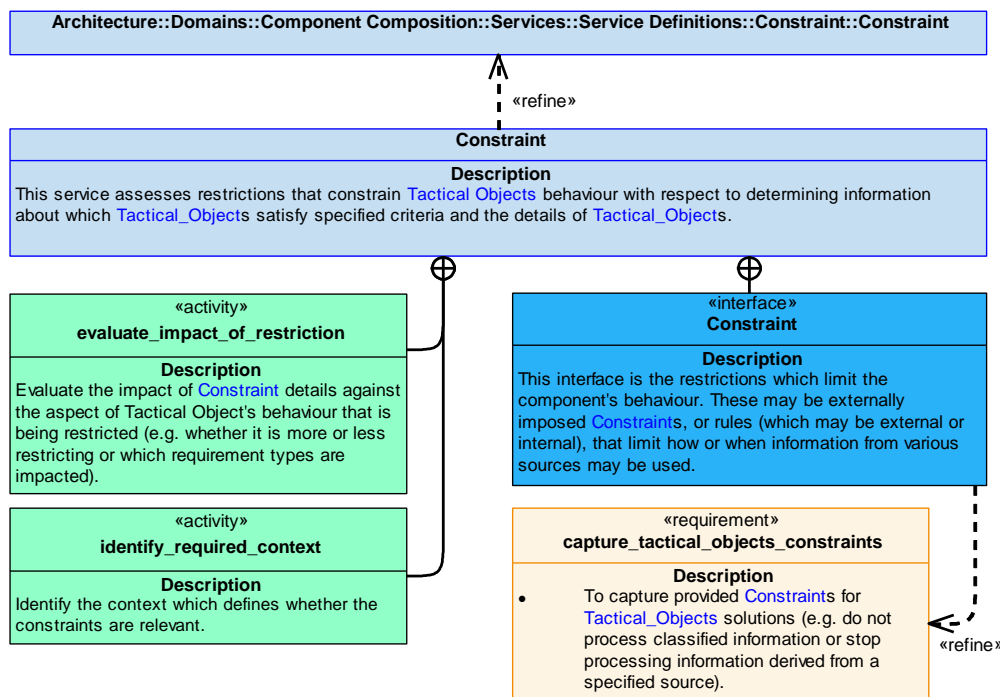 Architecture::Domains::Component Composition::Services::Service Definitions::Constraint::Constraint
«refine»
Constraint
Description
This service assesses restrictions that constrain Tactical Objects behaviour with respect to determining information
about which Tactical_Objects satisfy specified criteria and the details of Tactical_Objects.
«activity»
evaluate_impact_of_restriction
Description
Evaluate the impact of Constraint details against
the aspect of Tactical Object's behaviour that is
being restricted (e.g. whether it is more or less
restricting or which requirement types are
impacted).
«interface»
Constraint
Description
This interface is the restrictions which limit the
component's behaviour. These may be externally
imposed Constraints, or rules (which may be external or
internal), that limit how or when information from various
sources may be used.
«activity»
identify_required_context
Description
Identify the context which defines whether the
constraints are relevant.
«requirement»
capture_tactical_objects_constraints
Description
• To capture provided Constraints for
Tactical_Objects solutions (e.g. do not
process classified information or stop
processing information derived from a
specified source).
«refine»